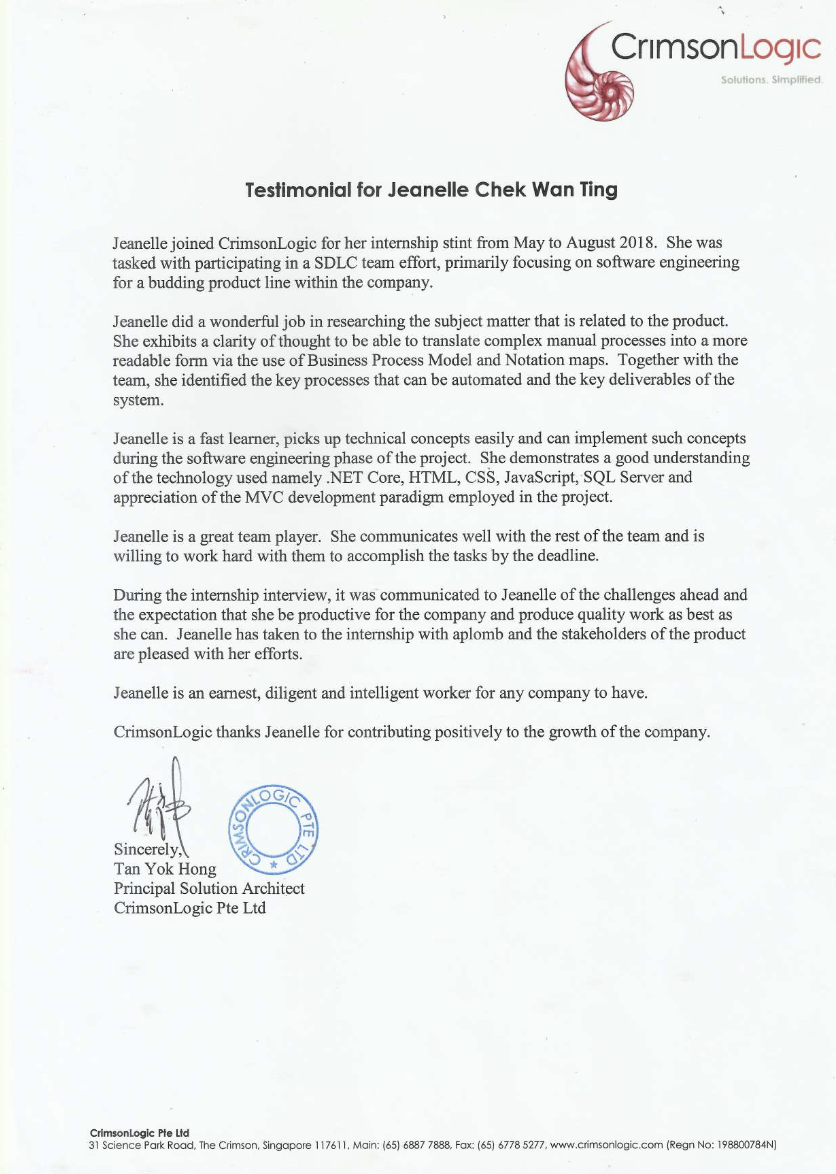 CrimsonLogic
Solutions. Simplified.
Testimonial for Jeanelle Chek Wan Ting
Jeanelle joined CrimsonLogic for her internship stint from May to August 2018. She was
tasked with participating in a SDLC team effort, primarily focusing on software engineering
for a budding product line within the company.
Jeanelle did a wonderful job in researching the subject matter that is related to the product.
She exhibits a clarity of thought to be able to translate complex manual processes into a more
readable form via the use of Business Process Model and Notation maps. Together with the
team, she identified the key processes that can be automated and the key deliverables of the
system.
Jeanelle is a fast learner, picks up technical concepts easily and can implement such concepts
during the software engineering phase of the project. She demonstrates a good understanding
of the technology used namely .NET Core, HTML, CSS, JavaScript, SQL Server and
appreciation of the MVC development paradigm employed in the project.
Jeanelle is a great team player. She communicates well with the rest of the team and is
willing to work hard with them to accomplish the tasks by the deadline.
During the internship interview, it was communicated to Jeanelle of the challenges ahead and
the expectation that she be productive for the company and produce quality work as best as
she can. Jeanelle has taken to the internship with aplomb and the stakeholders of the product
are pleased with her efforts.
Jeanelle is an earnest, diligent and intelligent worker for any company to have.
CrimsonLogic thanks Jeanelle for contributing positively to the growth of the company.
CRIMSONLOGIC PTE LTD
Sincerely,
Tan Yok Hong
Principal Solution Architect
CrimsonLogic Pte Ltd
CrimsonLogic Pte Ltd
31 Science Park Road, The Crimson, Singapore 117611, Main: (65) 6887 7888, Fax: (65) 6778 5277, www.crimsonlogic.com (Regn No: 198800784N)